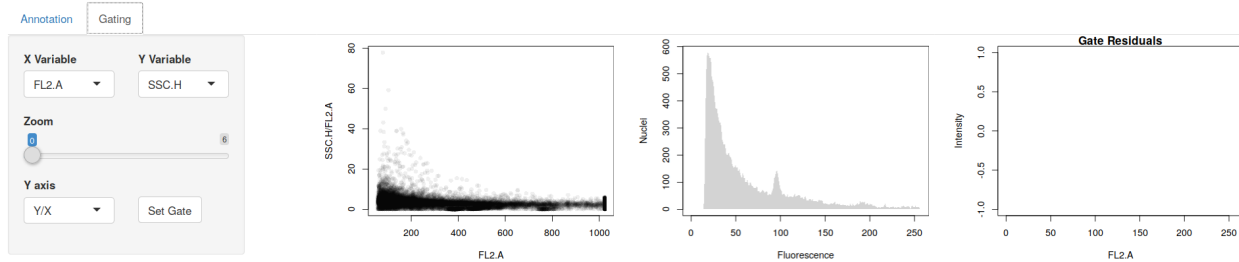 Annotation Gating
X Variable Y Variable
FL2.A SSC.H
Zoom
0 6
Y axis
Y/X Set Gate
SSC.H/FL2.A
0 20 40 60 80
200 400 600 800 1000
FL2.A
Nuclei
0 100 200 300 400 500 600
0 50 100 150 200 250
Fluorescence
Gate Residuals
Intensity
-1.0 -0.5 0.0 0.5 1.0
0 50 100 150 200 250
FL2.A